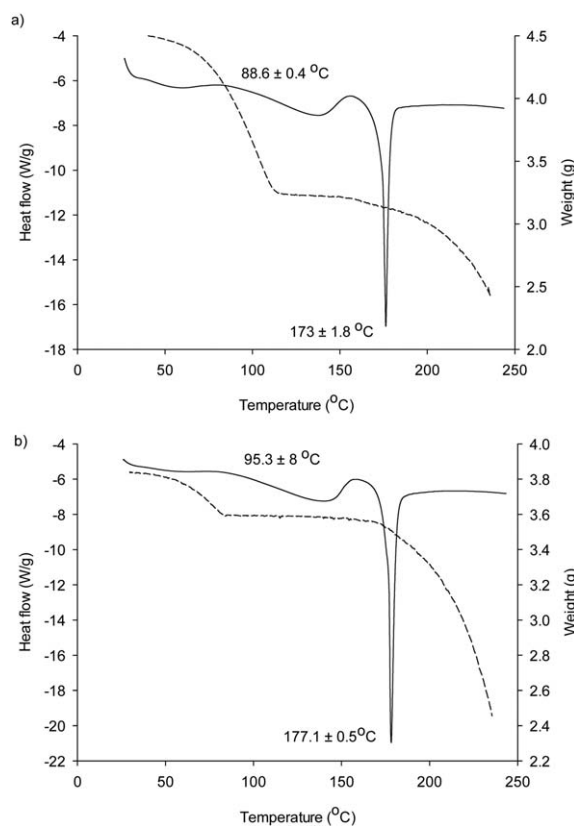 a)
-4
-6
-8
-10
-12
-14
-16
-18
Heat flow (W/g)
4.5
4.0
3.5
3.0
2.5
2.0
Weight (g)
88.6 ± 0.4 °C
173 ± 1.8 °C
0 50 100 150 200 250
Temperature (°C)
b)
-4
-6
-8
-10
-12
-14
-16
-18
-20
-22
Heat flow (W/g)
4.0
3.8
3.6
3.4
3.2
3.0
2.8
2.6
2.4
2.2
Weight (g)
95.3 ± 8 °C
177.1 ± 0.5°C
0 50 100 150 200 250
Temperature (°C)